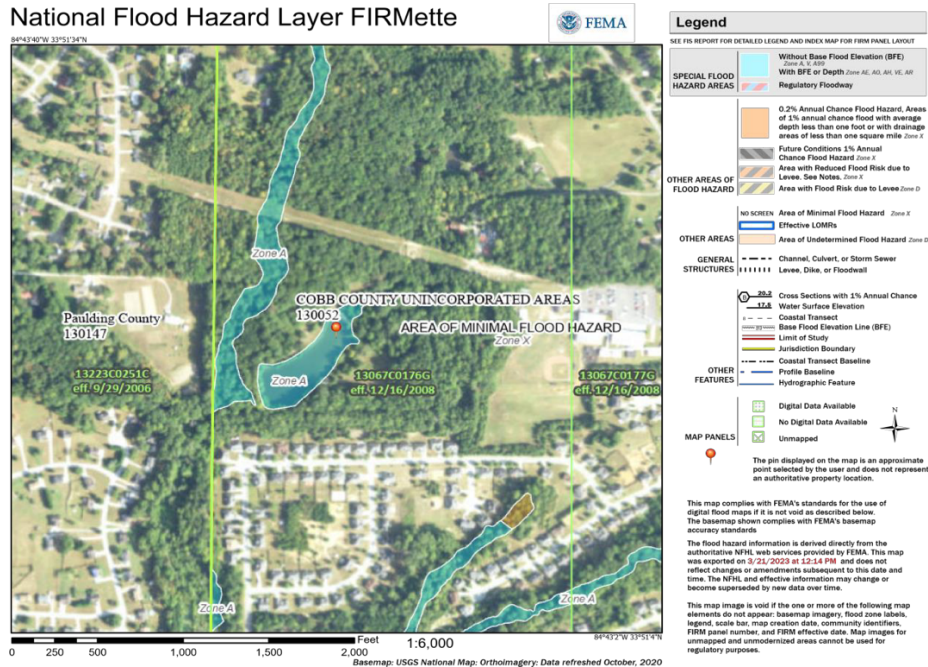 National Flood Hazard Layer FIRMette
FEMA
84°43'40"W 33°51'34"N
Zone A
COBB COUNTY UNINCORPORATED AREAS
130052
Paulding County
130147
AREA OF MINIMAL FLOOD HAZARD
Zone X
13223C0251C
eff. 9/29/2006
Zone A
13067C0176G
eff. 12/16/2008
13067C0177G
eff. 12/16/2008
Zone A
Zone A
84°43'2"W 33°51'4"N
0 500 1,000 1,500 2,000 Feet 1:6,000
Basemap: USGS National Map: Orthoimagery: Data refreshed October, 2020
Legend
SEE FIS REPORT FOR DETAILED LEGEND AND INDEX MAP FOR FIRM PANEL LAYOUT
SPECIAL FLOOD
HAZARD AREAS
Without Base Flood Elevation (BFE)
Zone A, V, A99
With BFE or Depth Zone AE, AO, AH, VE, AR
Regulatory Floodway
OTHER AREAS OF
FLOOD HAZARD
0.2% Annual Chance Flood Hazard, Areas
of 1% annual chance flood with average
depth less than one foot or with drainage
areas of less than one square mile Zone X
Future Conditions 1% Annual
Chance Flood Hazard Zone X
Area with Reduced Flood Risk due to
Levee. See Notes. Zone X
Area with Flood Risk due to Levee Zone D
OTHER AREAS
NO SCREEN Area of Minimal Flood Hazard Zone X
Effective LOMRs
Area of Undetermined Flood Hazard Zone D
GENERAL
STRUCTURES
Channel, Culvert, or Storm Sewer
Levee, Dike, or Floodwall
OTHER
FEATURES
B 20.2 Cross Sections with 1% Annual Chance
17.5 Water Surface Elevation
Coastal Transect
Base Flood Elevation Line (BFE)
Limit of Study
Jurisdiction Boundary
Coastal Transect Baseline
Profile Baseline
Hydrographic Feature
MAP PANELS
Digital Data Available
No Digital Data Available
Unmapped
N
The pin displayed on the map is an approximate
point selected by the user and does not represent
an authoritative property location.
This map complies with FEMA's standards for the use of
digital flood maps if it is not void as described below.
The basemap shown complies with FEMA's basemap
accuracy standards
The flood hazard information is derived directly from the
authoritative NFHL web services provided by FEMA. This map
was exported on 3/21/2023 at 12:14 PM and does not
reflect changes or amendments subsequent to this date and
time. The NFHL and effective information may change or
become superseded by new data over time.
This map image is void if the one or more of the following map
elements do not appear: basemap imagery, flood zone labels,
legend, scale bar, map creation date, community identifiers,
FIRM panel number, and FIRM effective date. Map images for
unmapped and unmodernized areas cannot be used for
regulatory purposes.